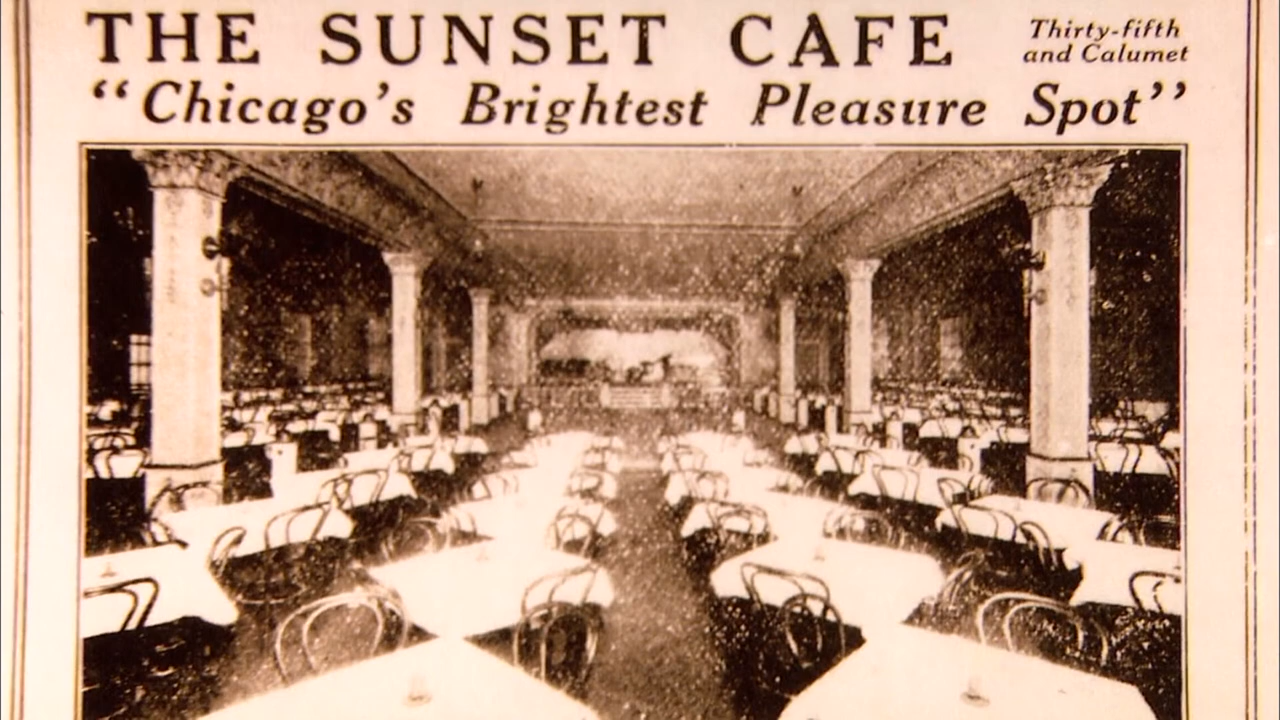 THE SUNSET CAFE
Thirty-fifth
and Calumet
“Chicago's Brightest Pleasure Spot”